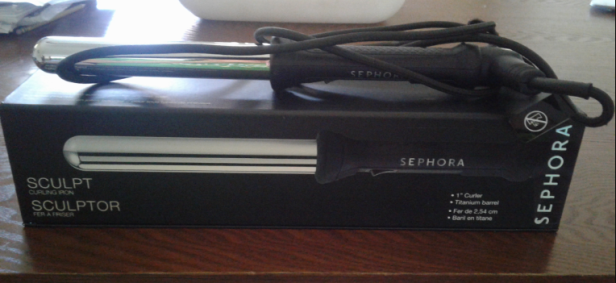 SEPHORA
SEPHORA
SCULPT
CURLING IRON
SCULPTOR
FER À FRISER
• 1" Curler
• Titanium barrel
• Fer de 2,54 cm
• Baril en titane
SEPHORA